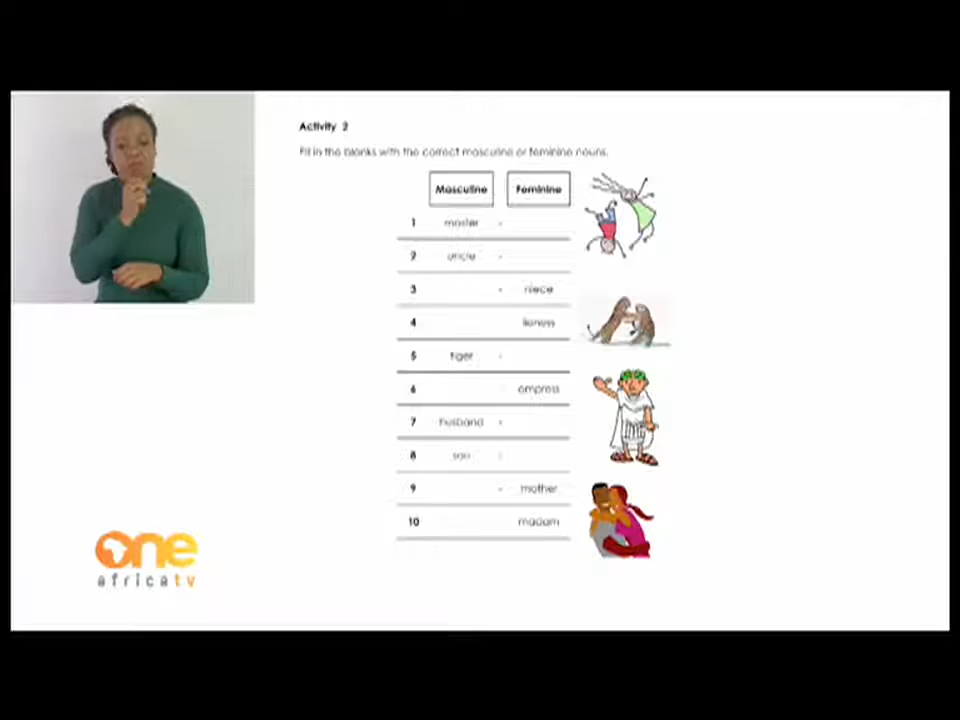 Activity 2
Fill in the blanks with the correct masculine or feminine nouns.
Masculine Feminine
1 master -
2 uncle -
3 - niece
4 lioness
5 tiger -
6 empress
7 husband -
8 son -
9 - mother
10 madam
one
africa tv